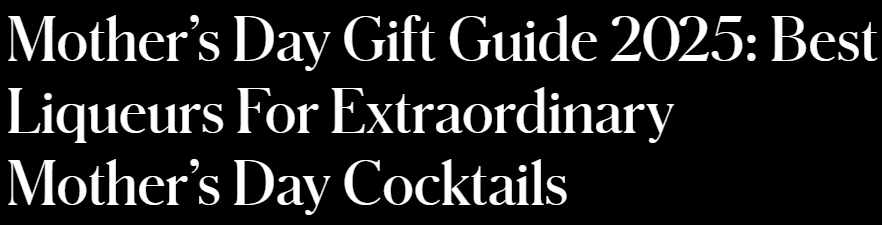 Mother’s Day Gift Guide 2025: Best
Liqueurs For Extraordinary
Mother’s Day Cocktails